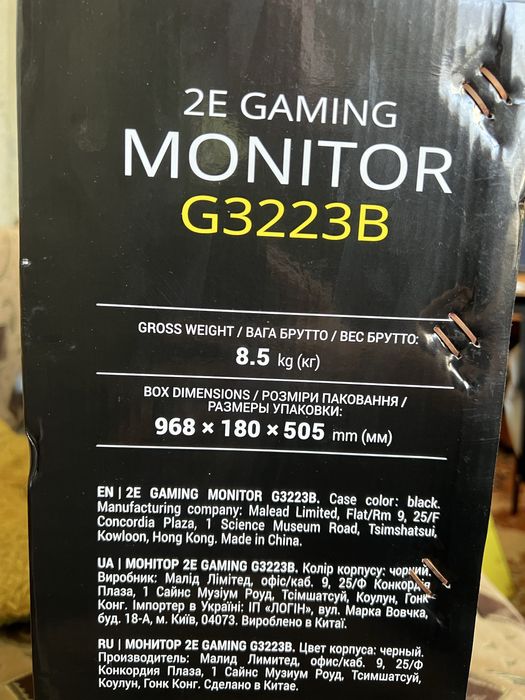 2E GAMING
MONITOR
G3223B
GROSS WEIGHT / ВАГА БРУТТО / ВЕС БРУТТО:
8.5 kg (кг)
BOX DIMENSIONS / РОЗМІРИ ПАКОВАННЯ /
РАЗМЕРЫ УПАКОВКИ:
968 × 180 × 505 mm (мм)
EN | 2E GAMING MONITOR G3223B. Case color: black.
Manufacturing company: Malead Limited, Flat/Rm 9, 25/F
Concordia Plaza, 1 Science Museum Road, Tsimshatsui,
Kowloon, Hong Kong. Made in China.
UA | МОНІТОР 2E GAMING G3223B. Колір корпусу: чорний.
Виробник: Малід Лімітед, офіс/каб. 9, 25/Ф Конкордія
Плаза, 1 Сайнс Музіум Роуд, Тсімшатсуй, Коулун, Гонк
Конг. Імпортер в Україні: ІП «ЛОГІН», вул. Марка Вовчка,
буд. 18-А, м. Київ, 04073. Вироблено в Китаї.
RU | МОНИТОР 2E GAMING G3223B. Цвет корпуса: черный.
Производитель: Малид Лимитед, офис/каб. 9, 25/Ф
Конкордия Плаза, 1 Сайнс Музиум Роуд, Тсимшатсуй,
Коулун, Гонк Конг. Сделано в Китае.